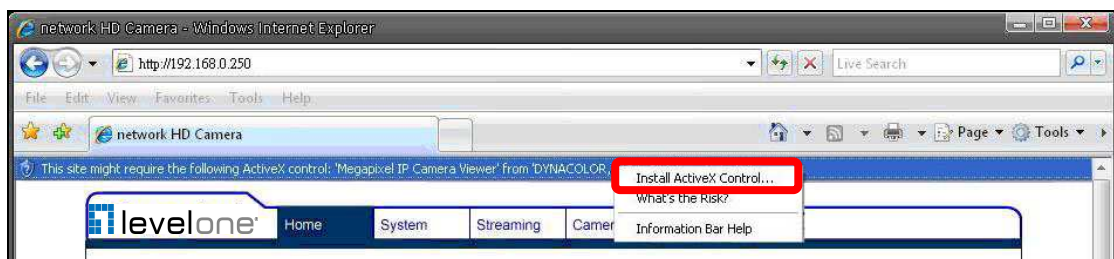 network HD Camera - Windows Internet Explorer
http://192.168.0.250
Live Search
File Edit View Favorites Tools Help
network HD Camera
Page Tools
This site might require the following ActiveX control: 'Megapixel IP Camera Viewer' from 'DYNACOLOR,
Install ActiveX Control...
What's the Risk?
Information Bar Help
levelone
Home System Streaming Camer